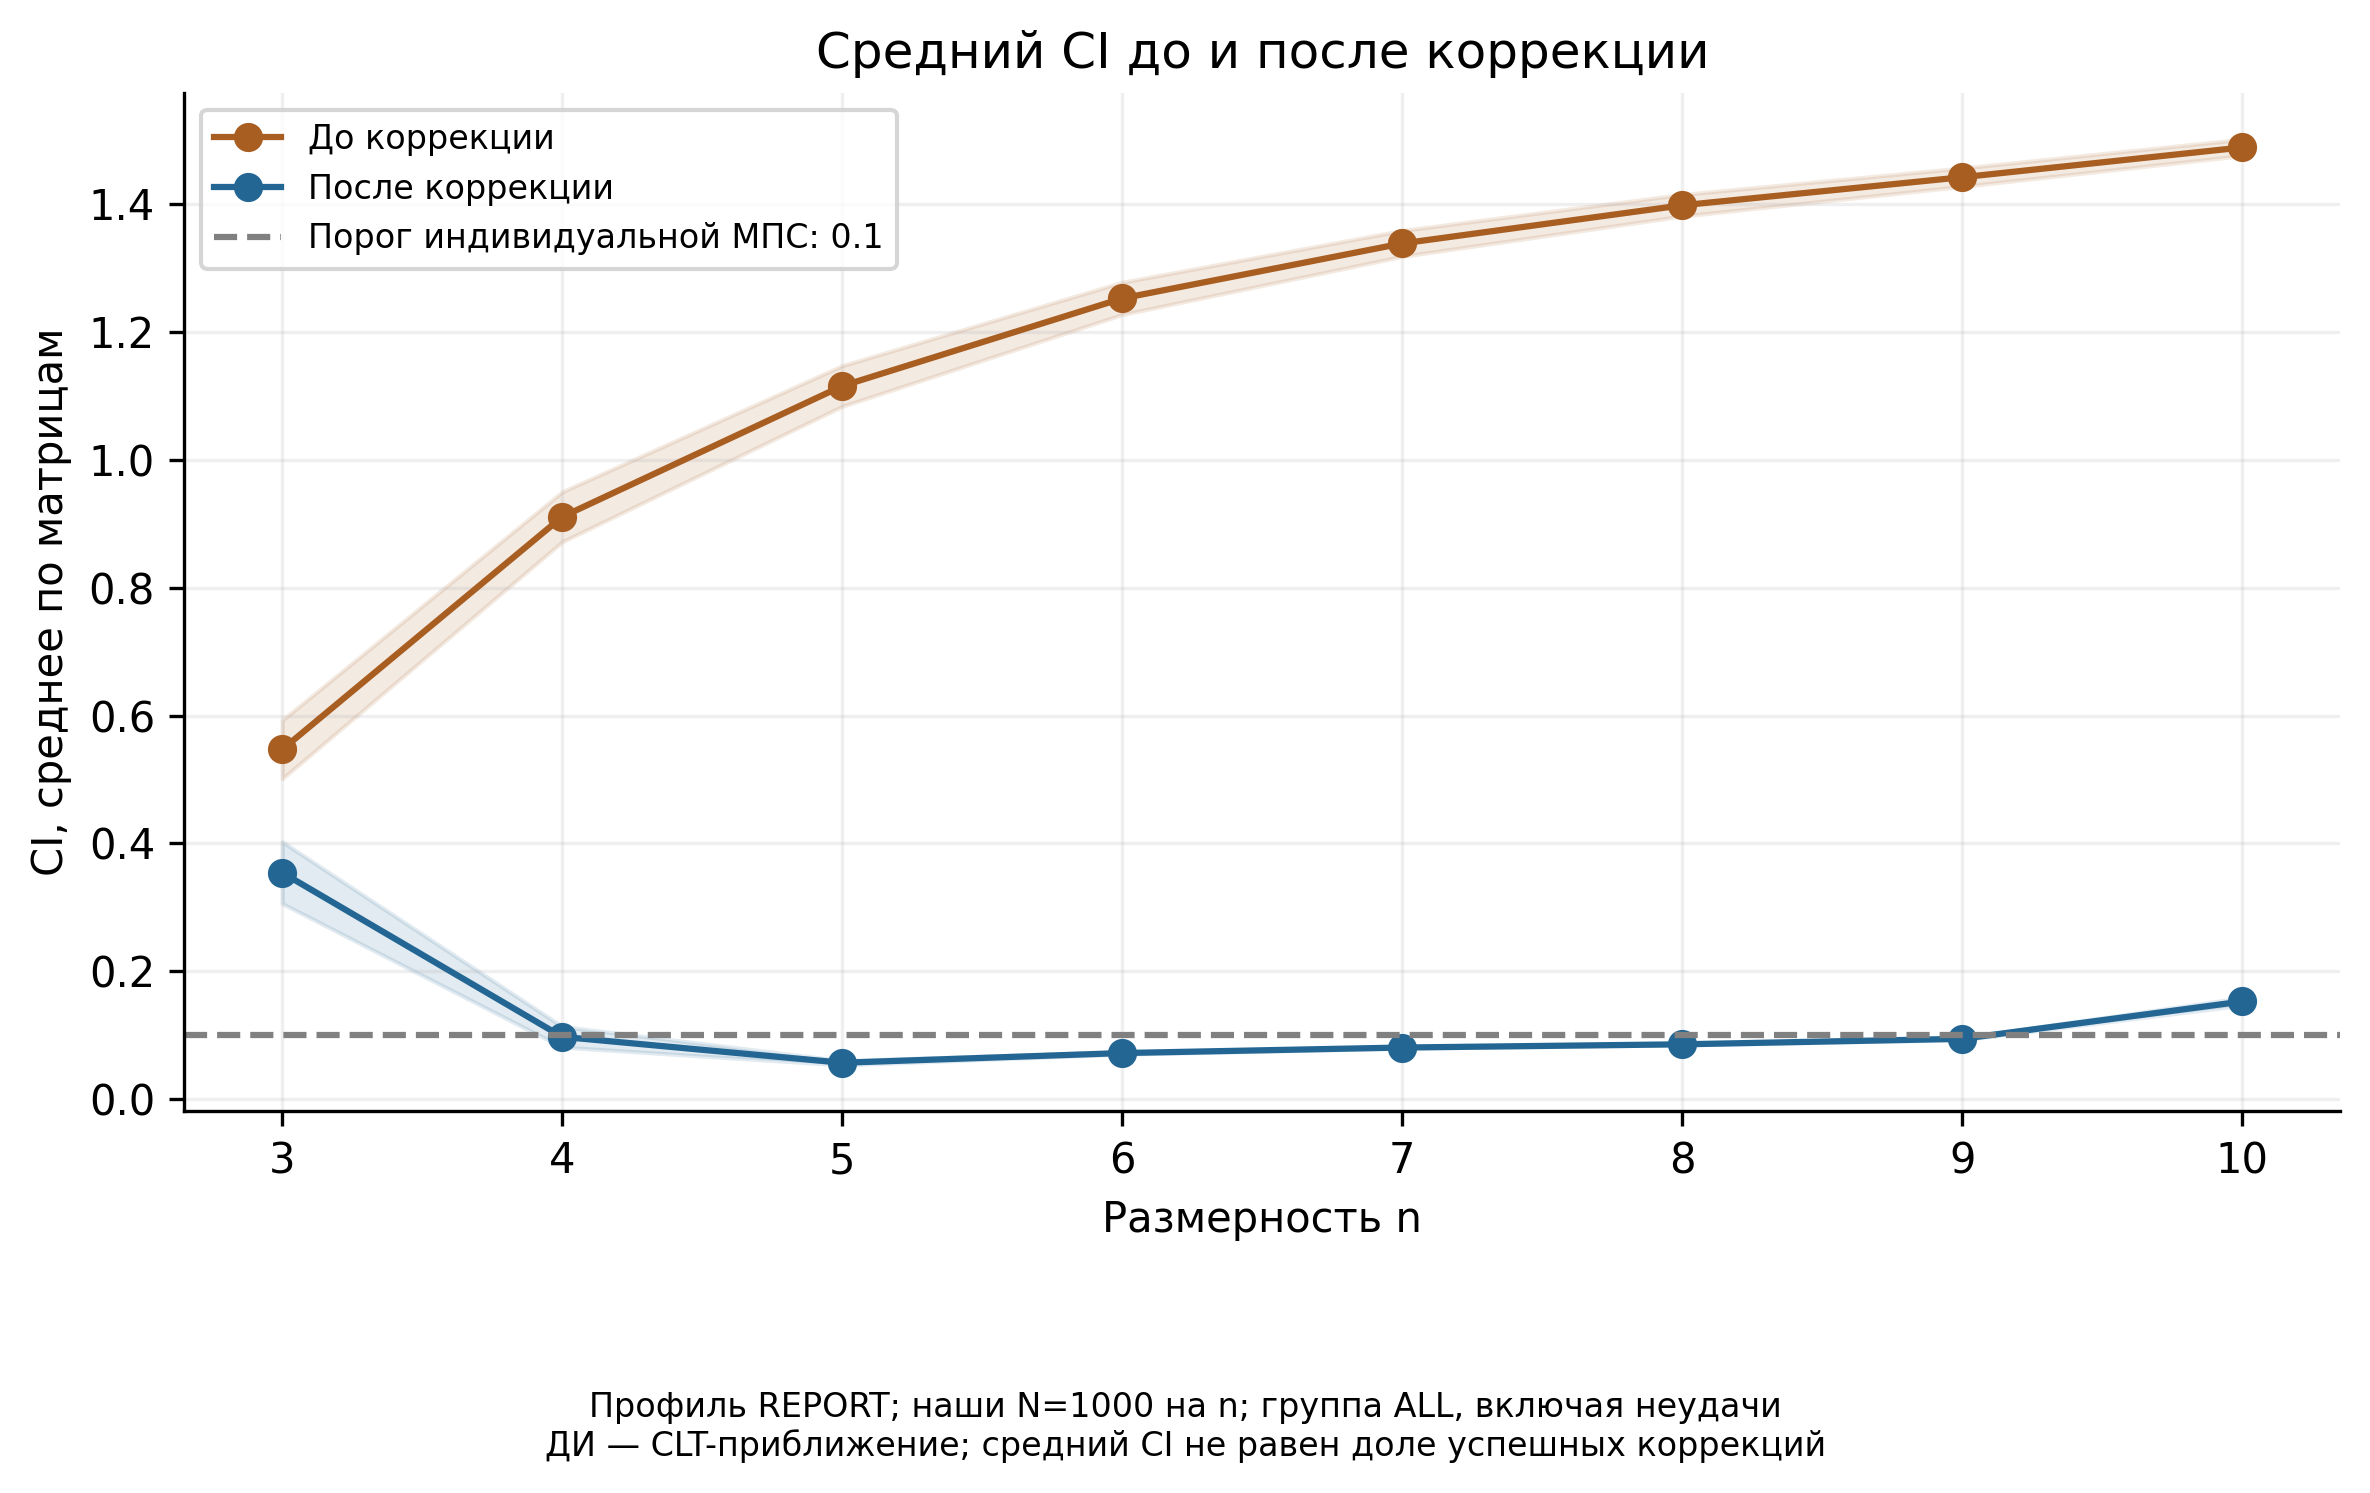 Средний CI до и после коррекции
До коррекции
После коррекции
Порог индивидуальной МПС: 0.1
CI, среднее по матрицам
1.4
1.2
1.0
0.8
0.6
0.4
0.2
0.0
3 4 5 6 7 8 9 10
Размерность n
Профиль REPORT; наши N=1000 на n; группа ALL, включая неудачи
ДИ — CLT-приближение; средний CI не равен доле успешных коррекций